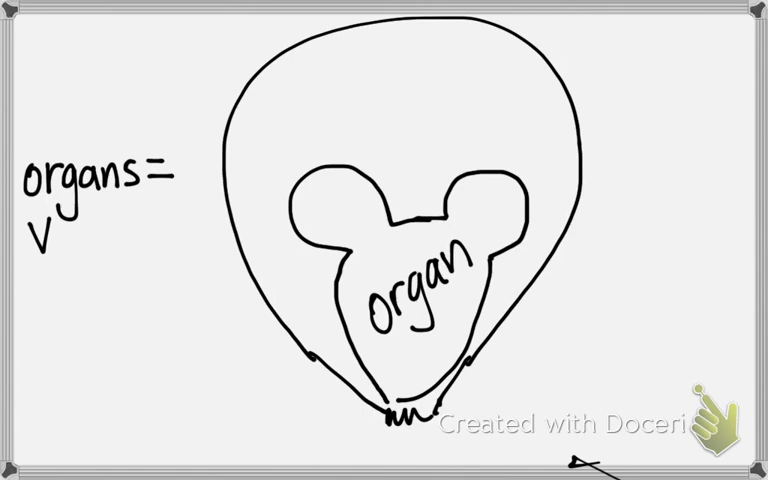 organs=
v
organ
Created with Doceri